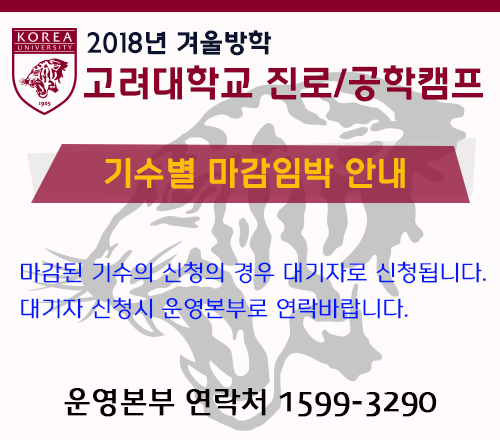 KOREA
UNIVERSITY
1905
2018년 겨울방학
고려대학교 진로/공학캠프
기수별 마감임박 안내
마감된 기수의 신청의 경우 대기자로 신청됩니다.
대기자 신청시 운영본부로 연락바랍니다.
운영본부 연락처 1599-3290